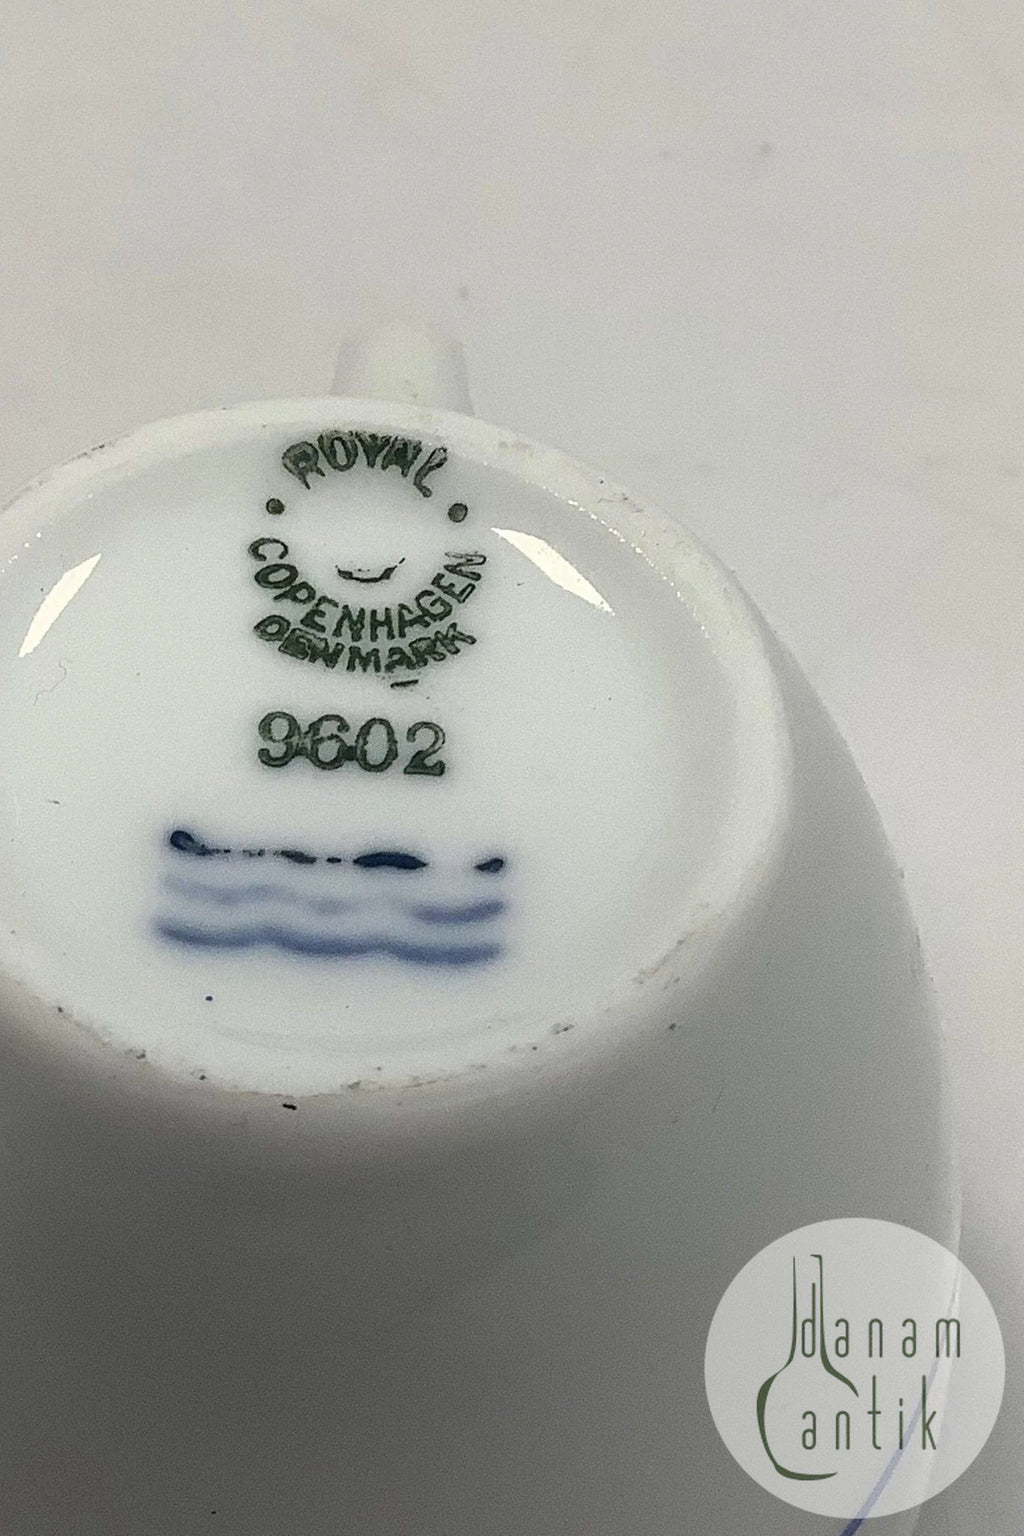 ROYAL
COPENHAGEN
DENMARK
9602
danam
antik